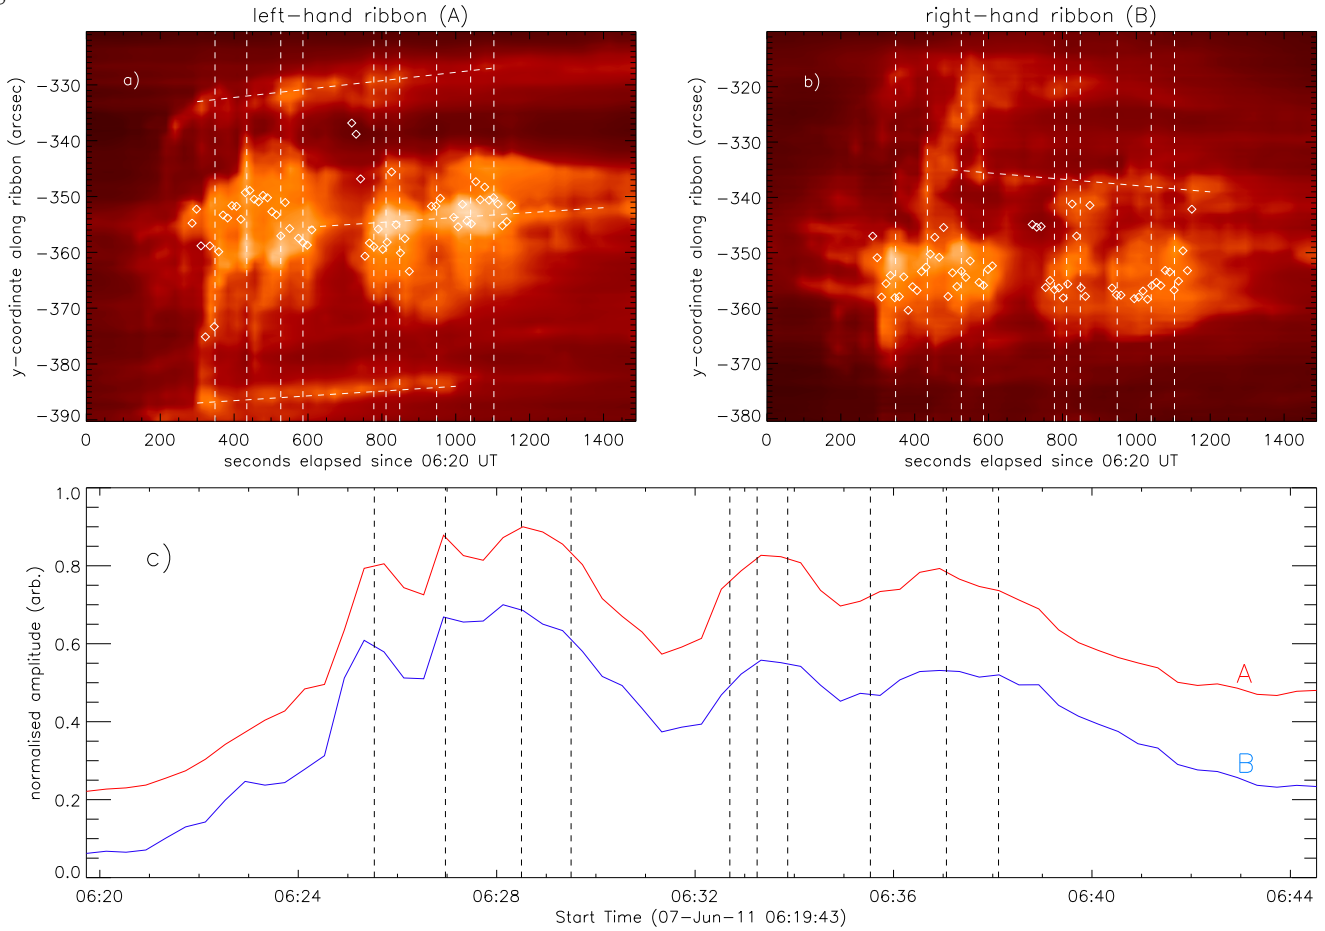 left-hand ribbon (A)
right-hand ribbon (B)
a)
y-coordinate along ribbon (arcsec)
-330
-340
-350
-360
-370
-380
-390
0 200 400 600 800 1000 1200 1400
seconds elapsed since 06:20 UT
b)
y-coordinate along ribbon (arcsec)
-320
-330
-340
-350
-360
-370
-380
0 200 400 600 800 1000 1200 1400
seconds elapsed since 06:20 UT
c)
normalised amplitude (arb.)
1.0
0.8
0.6
0.4
0.2
0.0
A
B
06:20 06:24 06:28 06:32 06:36 06:40 06:44
Start Time (07-Jun-11 06:19:43)